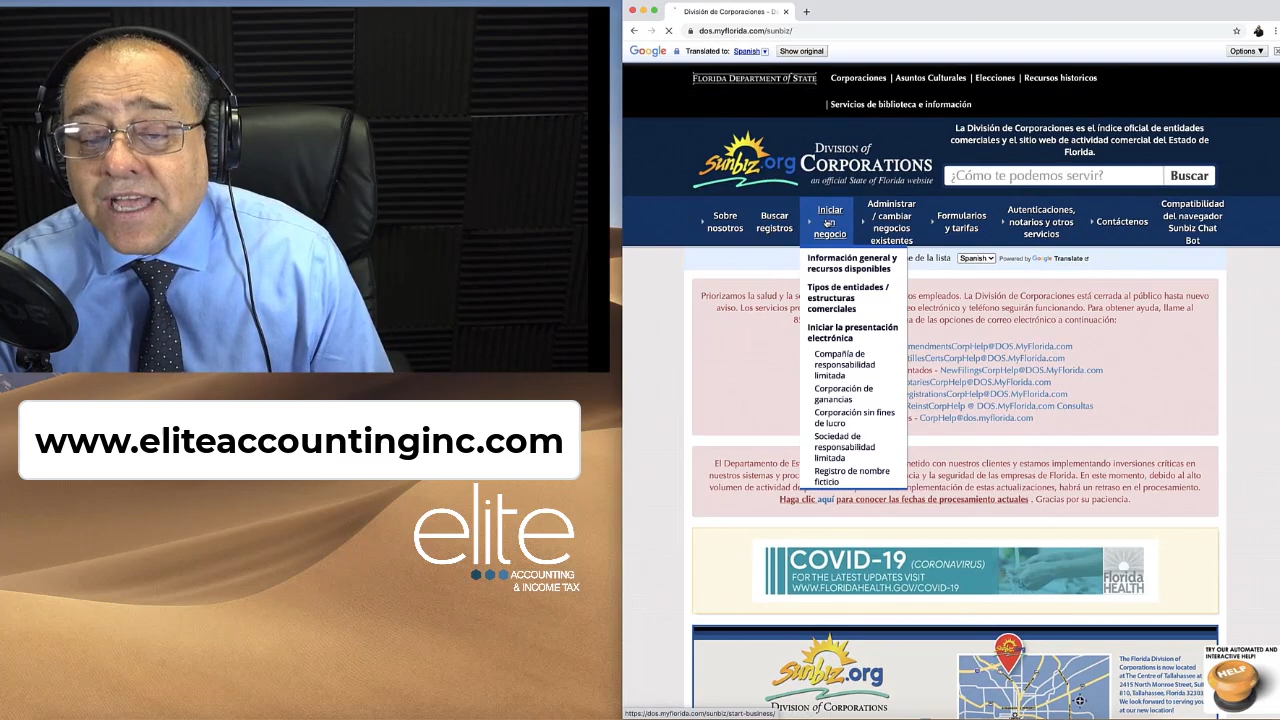 www.eliteaccountinginc.com
elite
ACCOUNTING
& INCOME TAX
División de Corporaciones - D
dos.myflorida.com/sunbiz/
Google
Translated to: Spanish
Show original
Options ▼
FLORIDA DEPARTMENT OF STATE
Corporaciones | Asuntos Culturales | Elecciones | Recursos historicos
| Servicios de biblioteca e información
sunbiz.org
DIVISION of
CORPORATIONS
an official State of Florida website
La División de Corporaciones es el índice oficial de entidades
comerciales y el sitio web de actividad comercial del Estado de
Florida.
¿Cómo te podemos servir?
Buscar
Sobre
nosotros
Buscar
registros
Iniciar
un
negocio
Administrar
/ cambiar
negocios
existentes
Formularios
y tarifas
Autenticaciones,
notarios y otros
servicios
Contáctenos
Compatibilidad
del navegador
Sunbiz Chat
Bot
Información general y
recursos disponibles
Tipos de entidades /
estructuras
comerciales
Iniciar la presentación
electrónica
Compañía de
responsabilidad
limitada
Corporación de
ganancias
Corporación sin fines
de lucro
Sociedad de
responsabilidad
limitada
Registro de nombre
ficticio
e de la lista
Spanish
Powered by Google Translate
Priorizamos la salud y la se
os empleados. La División de Corporaciones está cerrada al público hasta nuevo
aviso. Los servicios pre
o electrónico y teléfono seguirán funcionando. Para obtener ayuda, llame al
a de las opciones de correo electrónico a continuación:
mendmentsCorpHelp@DOS.MyFlorida.com
tillesCertsCorpHelp@DOS.MyFlorida.com
ntados - NewFilingsCorpHelp@DOS.MyFlorida.com
tariesCorpHelp@DOS.MyFlorida.com
egistrationsCorpHelp@DOS.MyFlorida.com
ReinstCorpHelp @ DOS.MyFlorida.com Consultas
s - CorpHelp@dos.myflorida.com
El Departamento de Es
metido con nuestros clientes y estamos implementando inversiones críticas en
nuestros sistemas y proc
cia y la seguridad de las empresas de Florida. En este momento, debido al alto
volumen de actividad d
mplementación de estas actualizaciones, habrá un retraso en el procesamiento.
Haga clic aquí para conocer las fechas de procesamiento actuales . Gracias por su paciencia.
COVID-19 (CORONAVIRUS)
FOR THE LATEST UPDATES VISIT
WWW.FLORIDAHEALTH.GOV/COVID-19
Florida
HEALTH
sunbiz.org
DIVISION of
CORPORATIONS
The Florida Division of
Corporations is now located
at The Centre of Tallahassee at
2415 North Monroe Street, Sui
810, Tallahassee, Florida 32303
We look forward to serving you
at our new location!
TRY OUR AUTOMATED AND
INTERACTIVE HELP!
HELP
https://dos.myflorida.com/sunbiz/start-business/